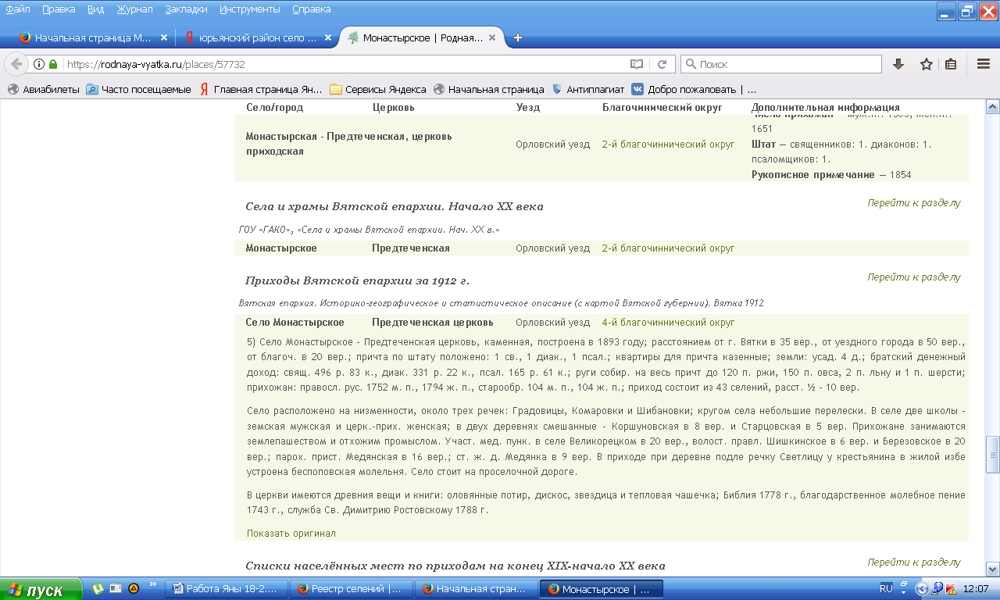 Файл Правка Вид Журнал Закладки Инструменты Справка
Начальная страница M... юрьянский район село ... Монастырское | Родная...
https://rodnaya-vyatka.ru/places/57732 Поиск
Авиабилеты Часто посещаемые Главная страница Ян... Сервисы Яндекса Начальная страница Антиплагиат Добро пожаловать | ...
Село/город Церковь Уезд Благочинический округ Дополнительная информация
1651
Монастырская - Предтеченская, церковь приходская
Орловский уезд 2-й благочиннический округ
Штат — священников: 1. диаконов: 1.
псаломщиков: 1.
Рукописное примечание — 1854
Села и храмы Вятской епархии. Начало XX века Перейти к разделу
ГОУ «ГАКО», «Села и храмы Вятской епархии. Нач. XX в.»
Монастырское Предтеченская Орловский уезд 2-й благочиннический округ
Приходы Вятской епархии за 1912 г. Перейти к разделу
Вятская епархия. Историко-географическое и статистическое описание (с картой Вятской губернии). Вятка 1912
Село Монастырское Предтеченская церковь Орловский уезд 4-й благочиннический округ
5) Село Монастырское - Предтеченская церковь, каменная, построена в 1893 году; расстоянием от г. Вятки в 35 вер., от уездного города в 50 вер.,
от благоч. в 20 вер.; причта по штату положено: 1 св., 1 диак., 1 псал.; квартиры для причта казенные; земли: усад. 4 д.; братский денежный
доход: свящ. 496 р. 83 к., диак. 331 р. 22 к., псал. 165 р. 61 к.; руги собир. на весь причт до 120 п. ржи, 150 п. овса, 2 п. льну и 1 п. шерсти;
прихожан: правосл. рус. 1752 м. п., 1794 ж. п., старообр. 104 м. п., 104 ж. п.; приход состоит из 43 селений, расст. ½ - 10 вер.
Село расположено на низменности, около трех речек: Градовицы, Комаровки и Шибановки; кругом села небольшие перелески. В селе две школы -
земская мужская и церк.-прих. женская; в двух деревнях смешанные - Коршуновская в 8 вер. и Старцовская в 5 вер. Прихожане занимаются
землепашеством и отхожим промыслом. Участ. мед. пунк. в селе Великорецком в 20 вер., волост. правл. Шишкинское в 6 вер. и Березовское в 20
вер.; парох. прист. Медянская в 16 вер.; ст. ж. д. Медянка в 9 вер. В приходе при деревне подле речку Светлицу у крестьянина в жилой избе
устроена беспоповская молельня. Село стоит на проселочной дороге.
В церкви имеются древния вещи и книги: оловянные потир, дискос, звездица и тепловая чашечка; Библия 1778 г., благодарственное молебное пение
1743 г., служба Св. Димитрию Ростовскому 1788 г.
Показать оригинал
Списки населённых мест по приходам на конец XIX-начало XX века Перейти к разделу
пуск Работа Яны 18-2.... Реестр селений |... Начальная стран... Монастырское | ... RU 12:07